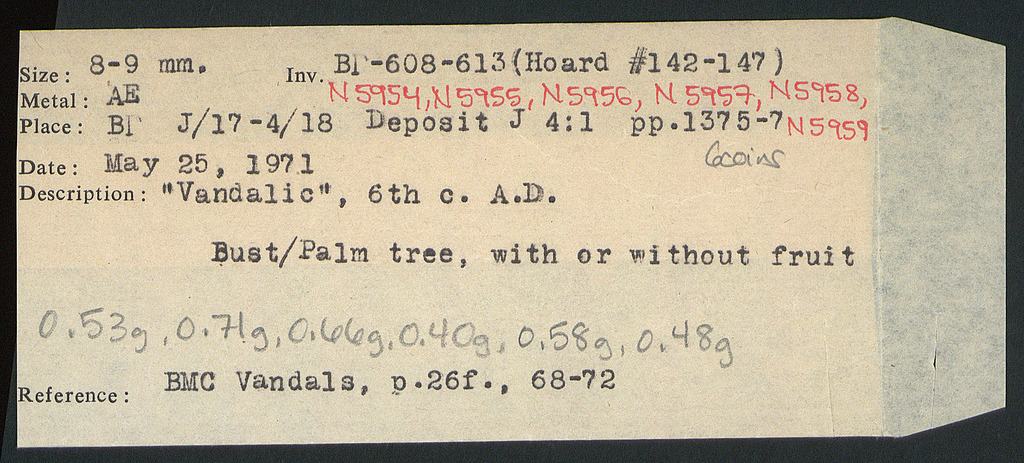 Size: 8-9 mm. Inv. ΒΓ-608-613(Hoard #142-147)
Metal: AE N5954, N5955, N5956, N5957, N5958,
Place: ΒΓ J/17-4/18 Deposit J 4:1 pp.1375-7 N5959
6coins
Date: May 25, 1971
Description: "Vandalic", 6th c. A.D.
Bust/Palm tree, with or without fruit
0.53g, 0.71g, 0.66g, 0.40g, 0.58g, 0.48g
Reference: BMC Vandals, p.26f., 68-72